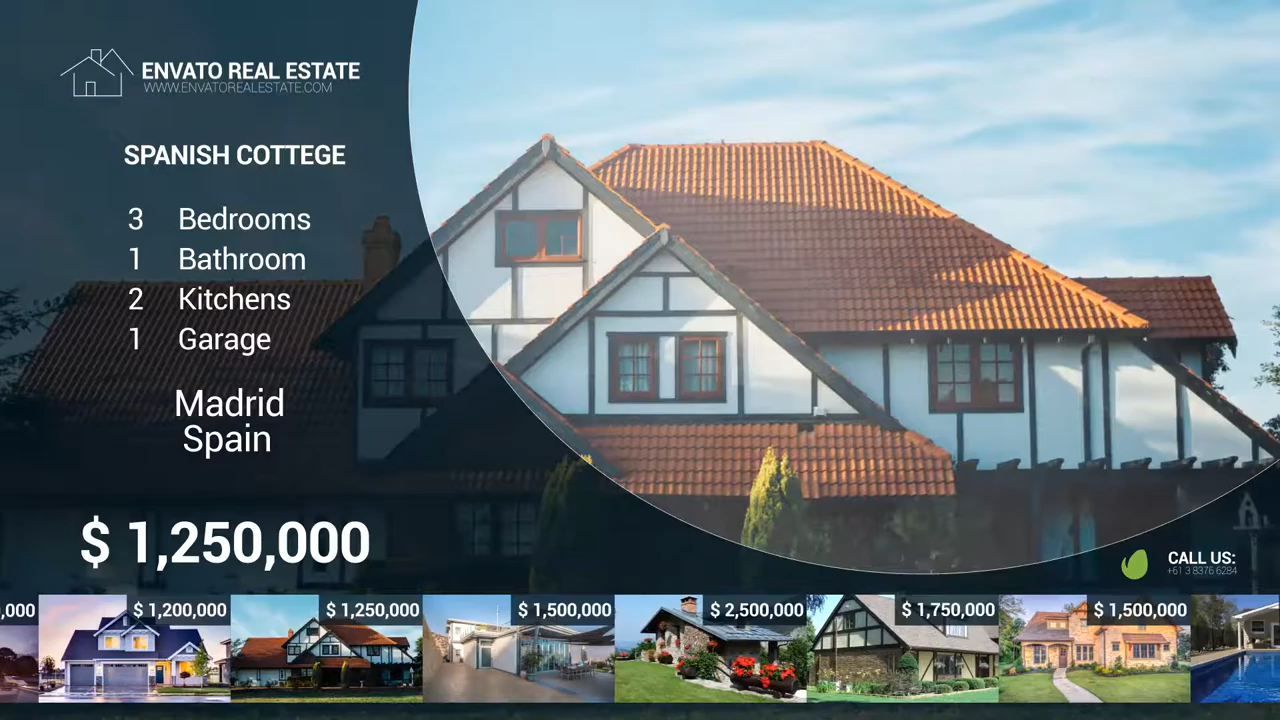 ENVATO REAL ESTATE
WWW.ENVATOREALESTATE.COM
SPANISH COTTEGE
3 Bedrooms
1 Bathroom
2 Kitchens
1 Garage
Madrid
Spain
$ 1,250,000
CALL US:
+61 3 8376 6284
,000 $ 1,200,000 $ 1,250,000 $ 1,500,000 $ 2,500,000 $ 1,750,000 $ 1,500,000